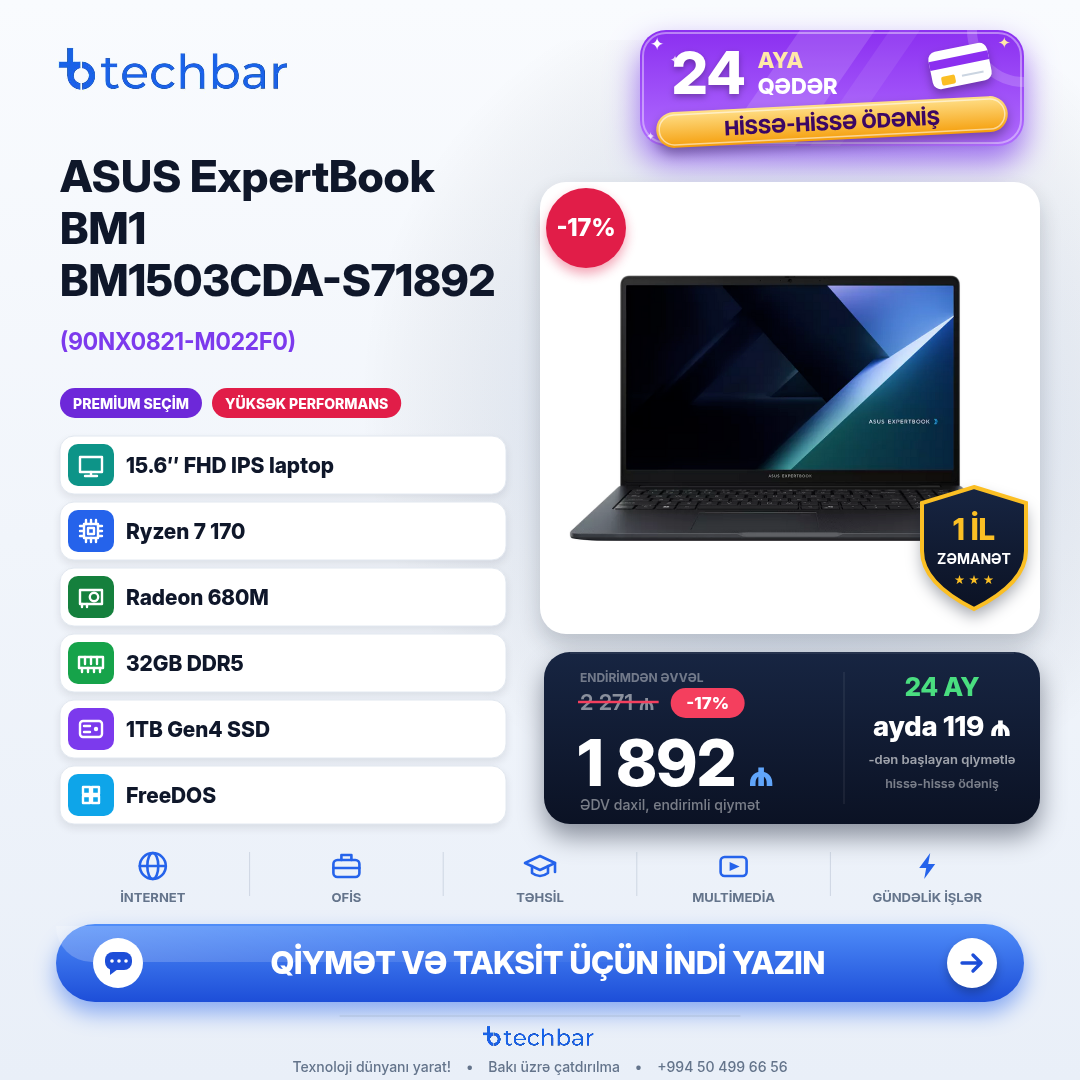 techbar
24 AYA
QƏDƏR
HİSSƏ-HİSSƏ ÖDƏNİŞ
ASUS ExpertBook
BM1
BM1503CDA-S71892
(90NX0821-M022F0)
PREMİUM SEÇİM
YÜKSƏK PERFORMANS
15.6″ FHD IPS laptop
Ryzen 7 170
Radeon 680M
32GB DDR5
1TB Gen4 SSD
FreeDOS
-17%
ASUS EXPERTBOOK
ASUS EXPERTBOOK
1 İL
ZƏMANƏT
ENDİRİMDƏN ƏVVƏL
2 271 ₼
-17%
1 892 ₼
ƏDV daxil, endirimli qiymət
24 AY
ayda 119 ₼
-dən başlayan qiymətlə
hissə-hissə ödəniş
İNTERNET
OFİS
TƏHSİL
MULTİMEDİA
GÜNDƏLİK İŞLƏR
QİYMƏT VƏ TAKSİT ÜÇÜN İNDİ YAZIN
techbar
Texnoloji dünyanı yarat! • Bakı üzrə çatdırılma • +994 50 499 66 56